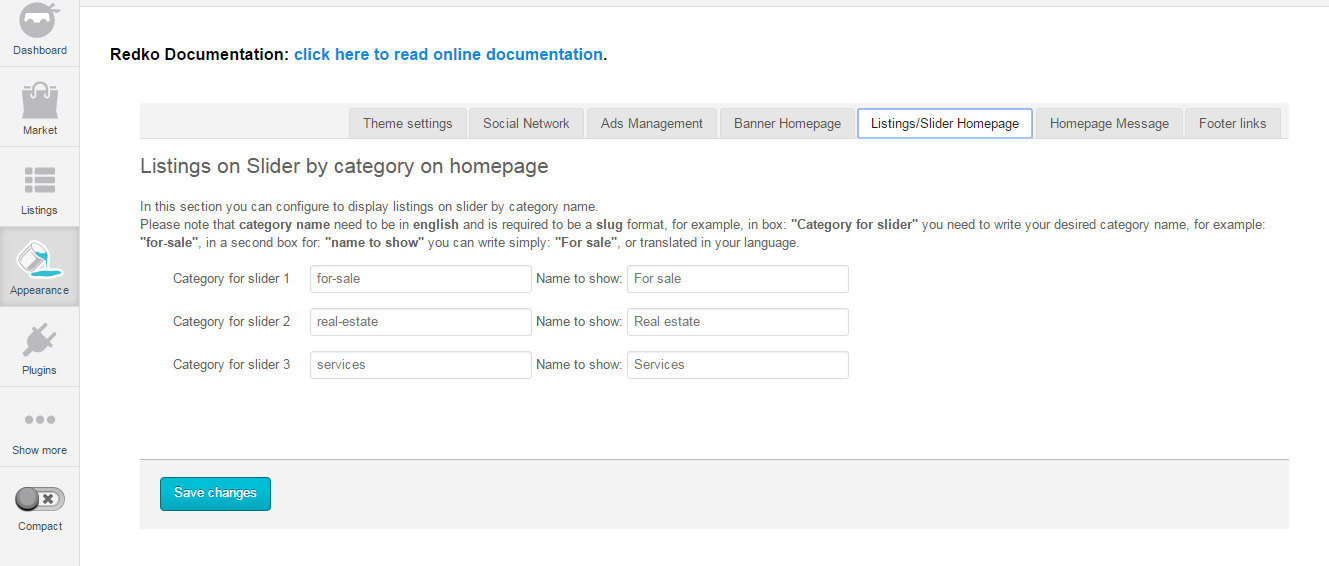 Dashboard
Market
Listings
Appearance
Plugins
Show more
Compact
Redko Documentation: click here to read online documentation.
Theme settings Social Network Ads Management Banner Homepage Listings/Slider Homepage Homepage Message Footer links
Listings on Slider by category on homepage
In this section you can configure to display listings on slider by category name.
Please note that category name need to be in english and is required to be a slug format, for example, in box: "Category for slider" you need to write your desired category name, for example:
"for-sale", in a second box for: "name to show" you can write simply: "For sale", or translated in your language.
Category for slider 1 for-sale Name to show: For sale
Category for slider 2 real-estate Name to show: Real estate
Category for slider 3 services Name to show: Services
Save changes